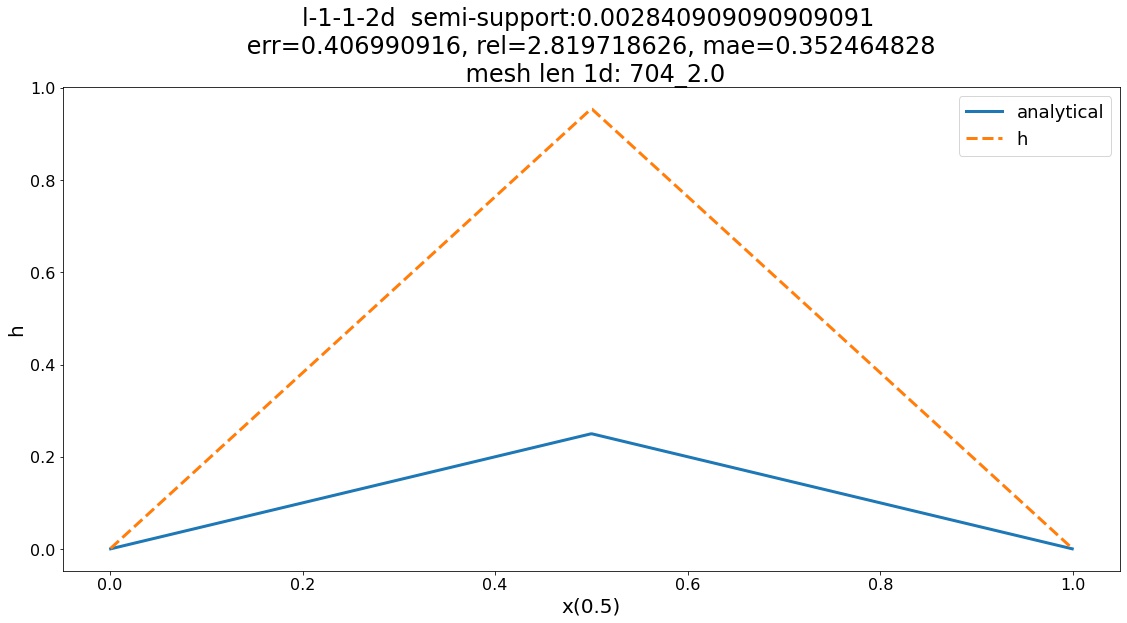 l-1-1-2d  semi-support:0.002840909090909091
err=0.406990916, rel=2.819718626, mae=0.352464828
mesh len 1d: 704_2.0
analytical
h
1.0
0.8
0.6
0.4
0.2
0.0
h
0.0 0.2 0.4 0.6 0.8 1.0
x(0.5)